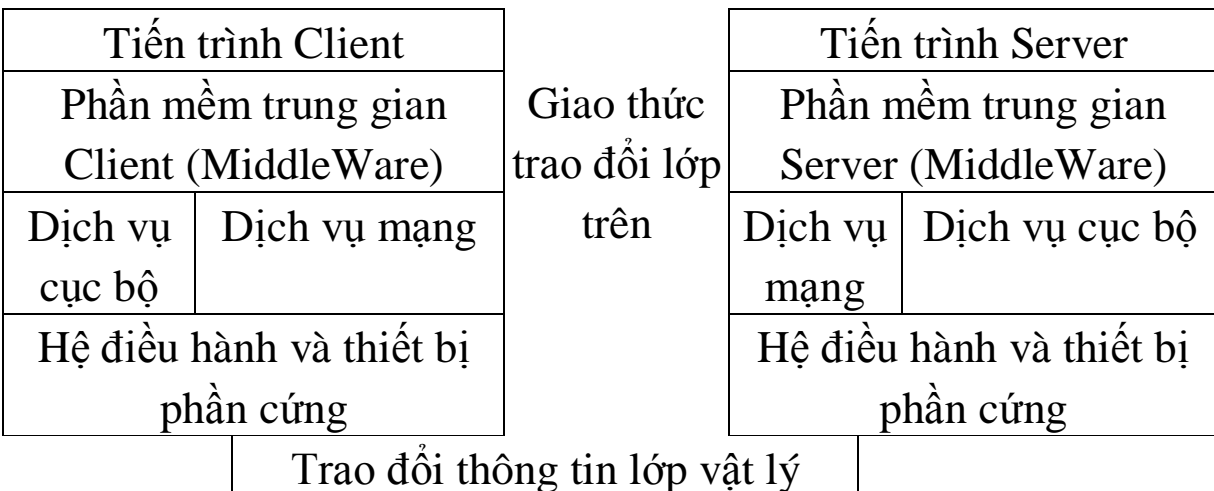 Tiến trình Client
Phần mềm trung gian
Client (MiddleWare)
Dịch vụ
cục bộ
Dịch vụ mạng
Hệ điều hành và thiết bị
phần cứng
Giao thức
trao đổi lớp
trên
Tiến trình Server
Phần mềm trung gian
Server (MiddleWare)
Dịch vụ
mạng
Dịch vụ cục bộ
Hệ điều hành và thiết bị
phần cứng
Trao đổi thông tin lớp vật lý